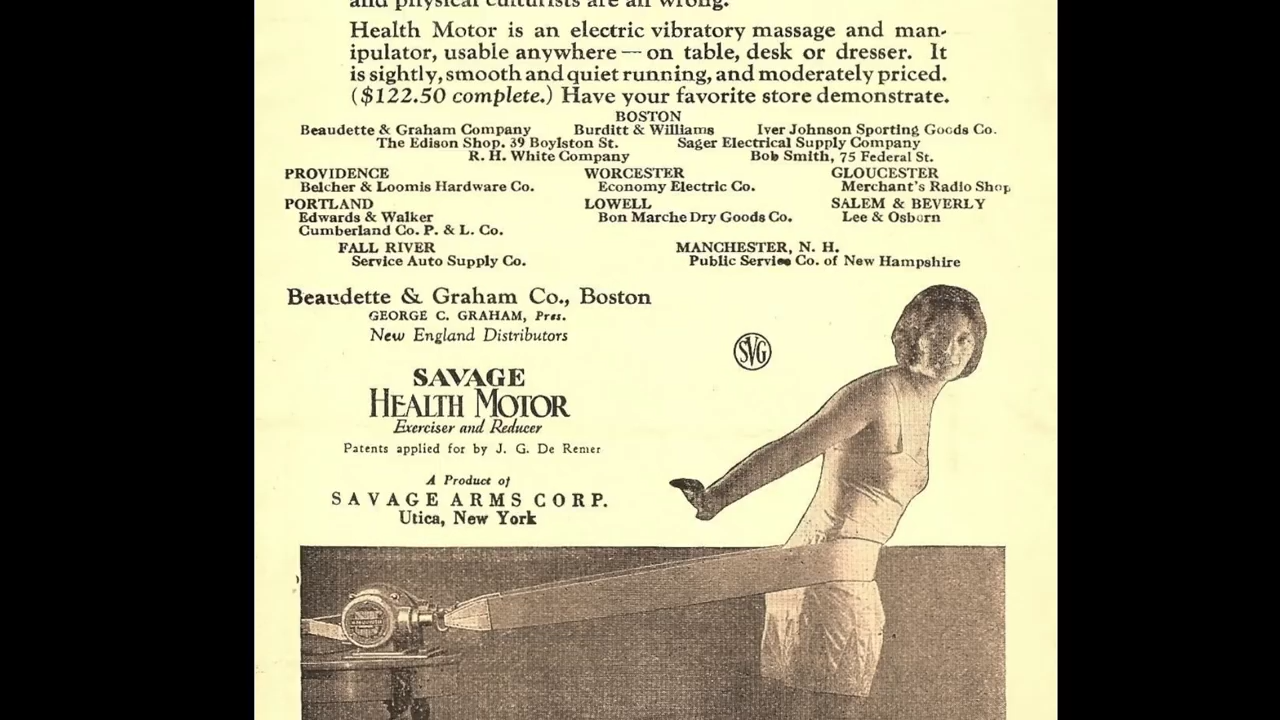 and physical culturists are all wrong.
Health Motor is an electric vibratory massage and man-
ipulator, usable anywhere — on table, desk or dresser. It
is sightly, smooth and quiet running, and moderately priced.
($122.50 complete.) Have your favorite store demonstrate.
BOSTON
Beaudette & Graham Company Burditt & Williams Iver Johnson Sporting Goods Co.
The Edison Shop. 39 Boylston St. Sager Electrical Supply Company
R. H. White Company Bob Smith, 75 Federal St.
PROVIDENCE WORCESTER GLOUCESTER
Belcher & Loomis Hardware Co. Economy Electric Co. Merchant's Radio Shop
PORTLAND LOWELL SALEM & BEVERLY
Edwards & Walker Bon Marche Dry Goods Co. Lee & Osborn
Cumberland Co. P. & L. Co.
FALL RIVER MANCHESTER, N. H.
Service Auto Supply Co. Public Service Co. of New Hampshire
Beaudette & Graham Co., Boston
GEORGE C. GRAHAM, Pres.
New England Distributors
SVG
SAVAGE
HEALTH MOTOR
Exerciser and Reducer
Patents applied for by J. G. De Remer
A Product of
SAVAGE ARMS CORP.
Utica, New York